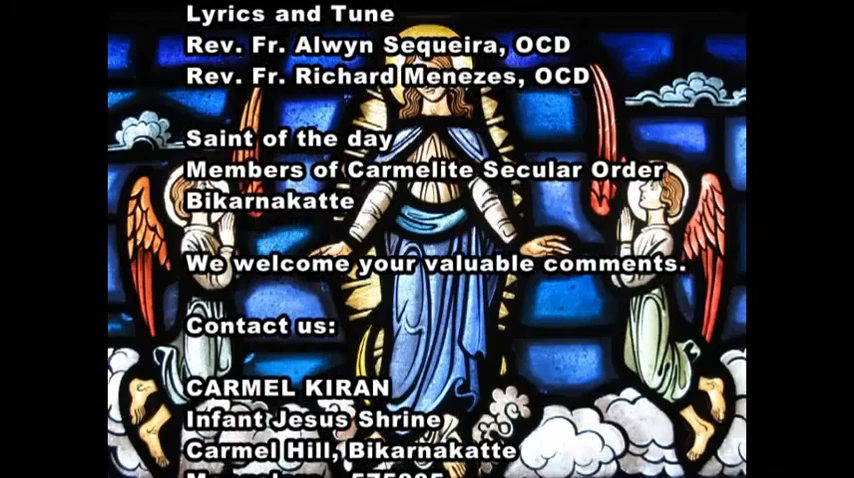 Lyrics and Tune
Rev. Fr. Alwyn Sequeira, OCD
Rev. Fr. Richard Menezes, OCD
Saint of the day
Members of Carmelite Secular Order
Bikarnakatte
We welcome your valuable comments.
Contact us:
CARMEL KIRAN
Infant Jesus Shrine
Carmel Hill, Bikarnakatte